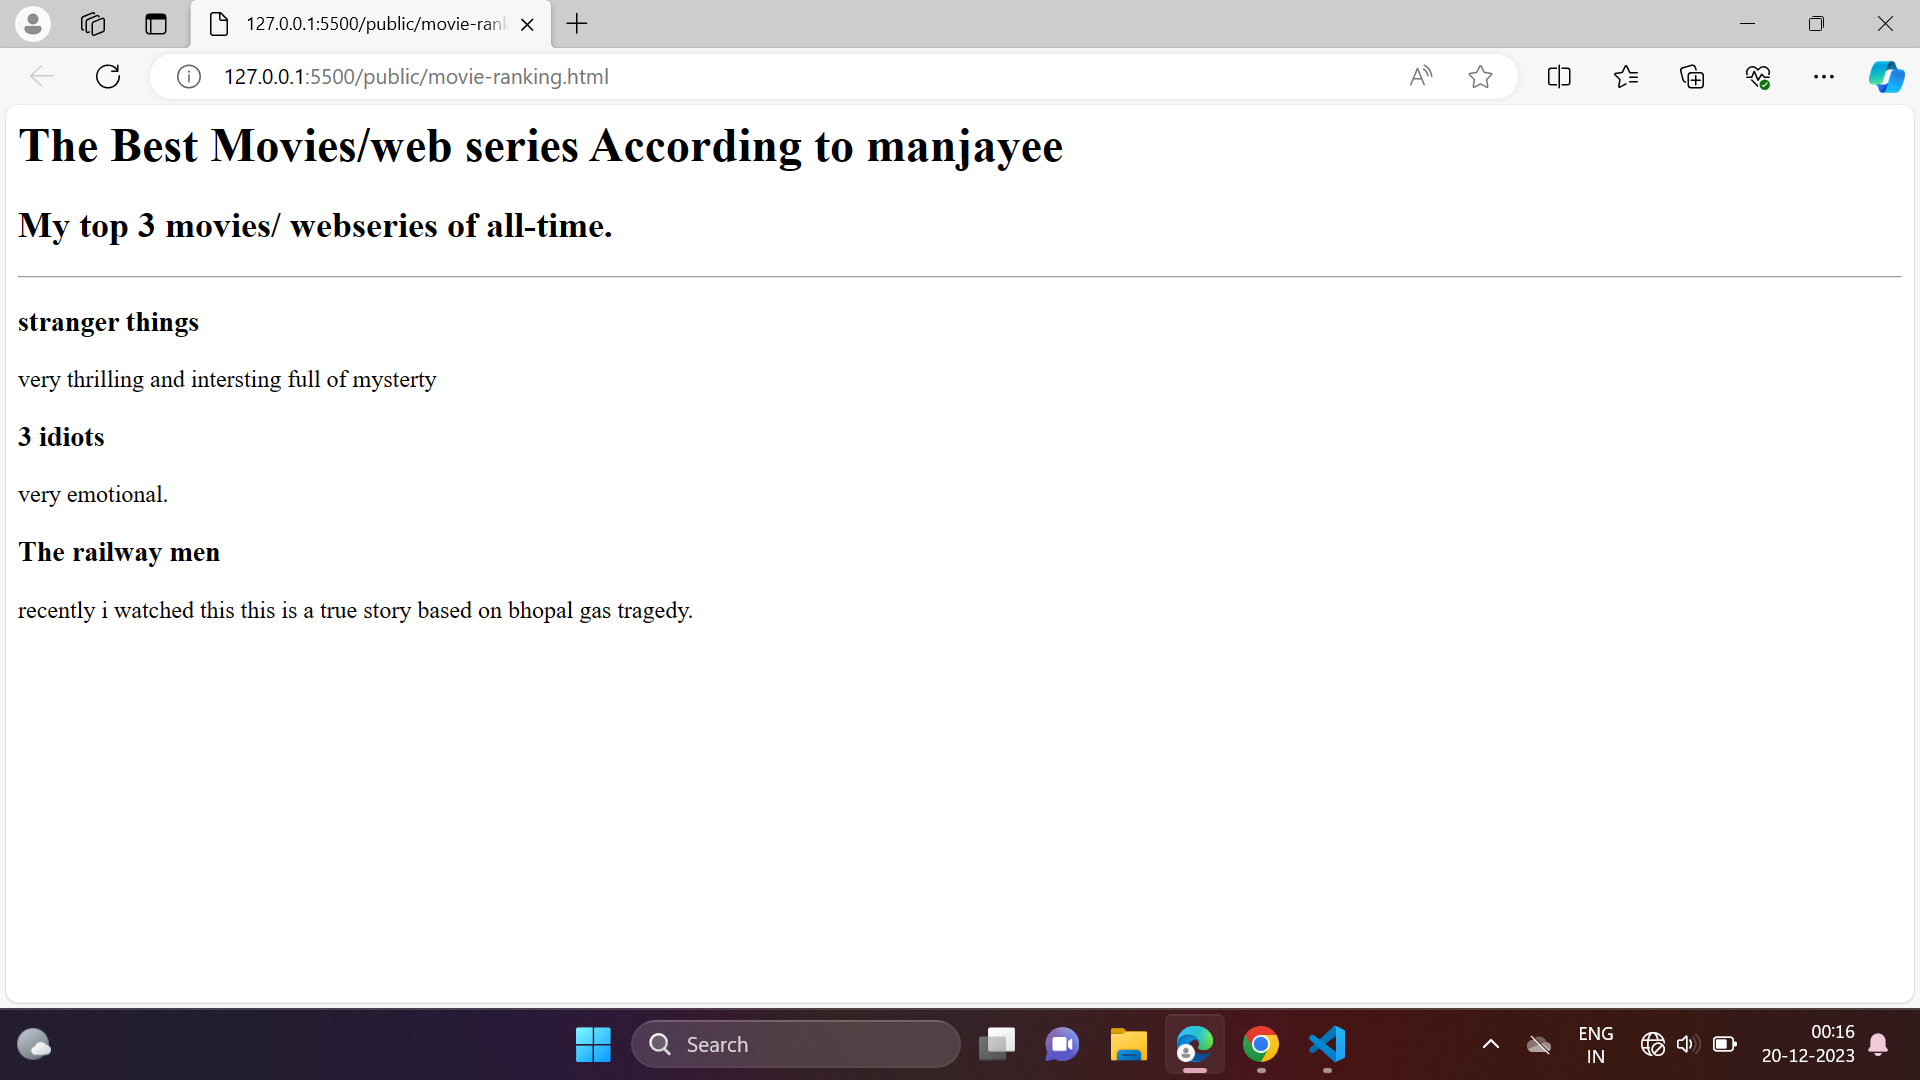 127.0.0.1:5500/public/movie-ran
127.0.0.1:5500/public/movie-ranking.html
The Best Movies/web series According to manjayee
My top 3 movies/ webseries of all-time.
stranger things
very thrilling and intersting full of mysterty
3 idiots
very emotional.
The railway men
recently i watched this this is a true story based on bhopal gas tragedy.
Search
ENG
IN
00:16
20-12-2023